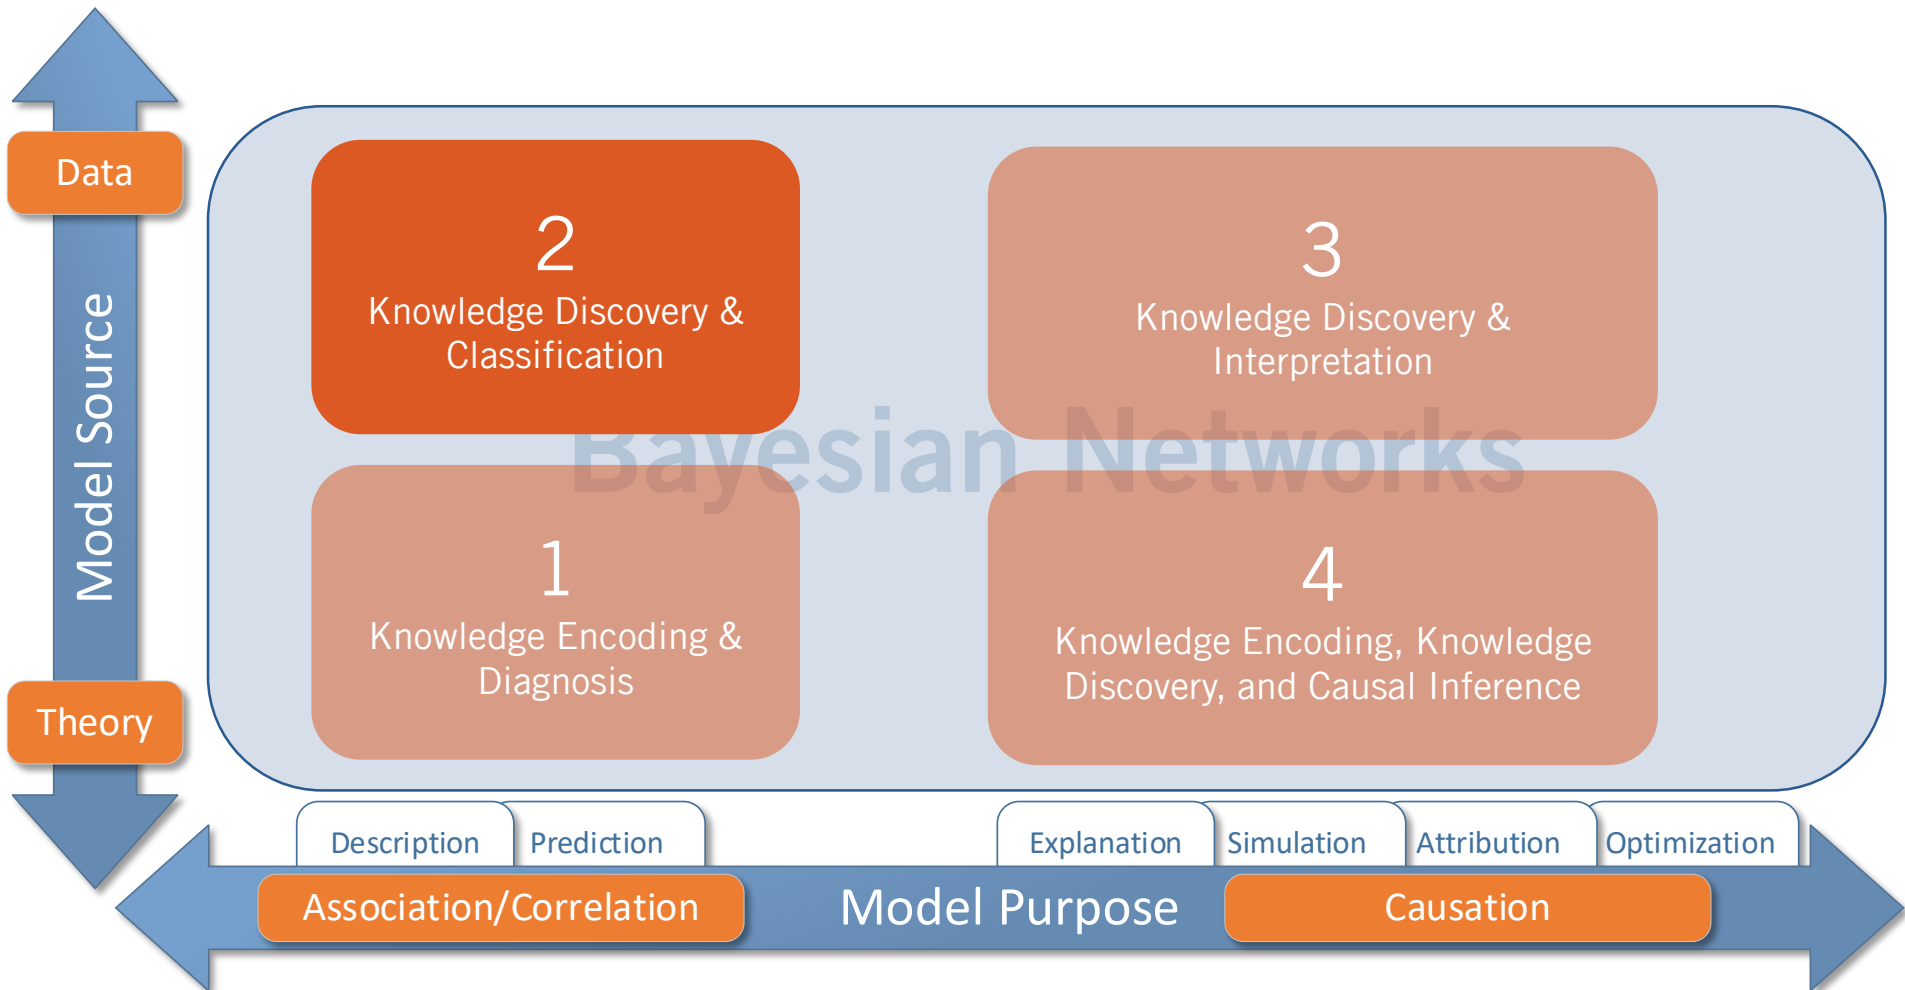 Data
Model Source
Theory
2
Knowledge Discovery &
Classification
3
Knowledge Discovery &
Interpretation
Bayesian Networks
1
Knowledge Encoding &
Diagnosis
4
Knowledge Encoding, Knowledge
Discovery, and Causal Inference
Description Prediction Explanation Simulation Attribution Optimization
Association/Correlation Model Purpose Causation